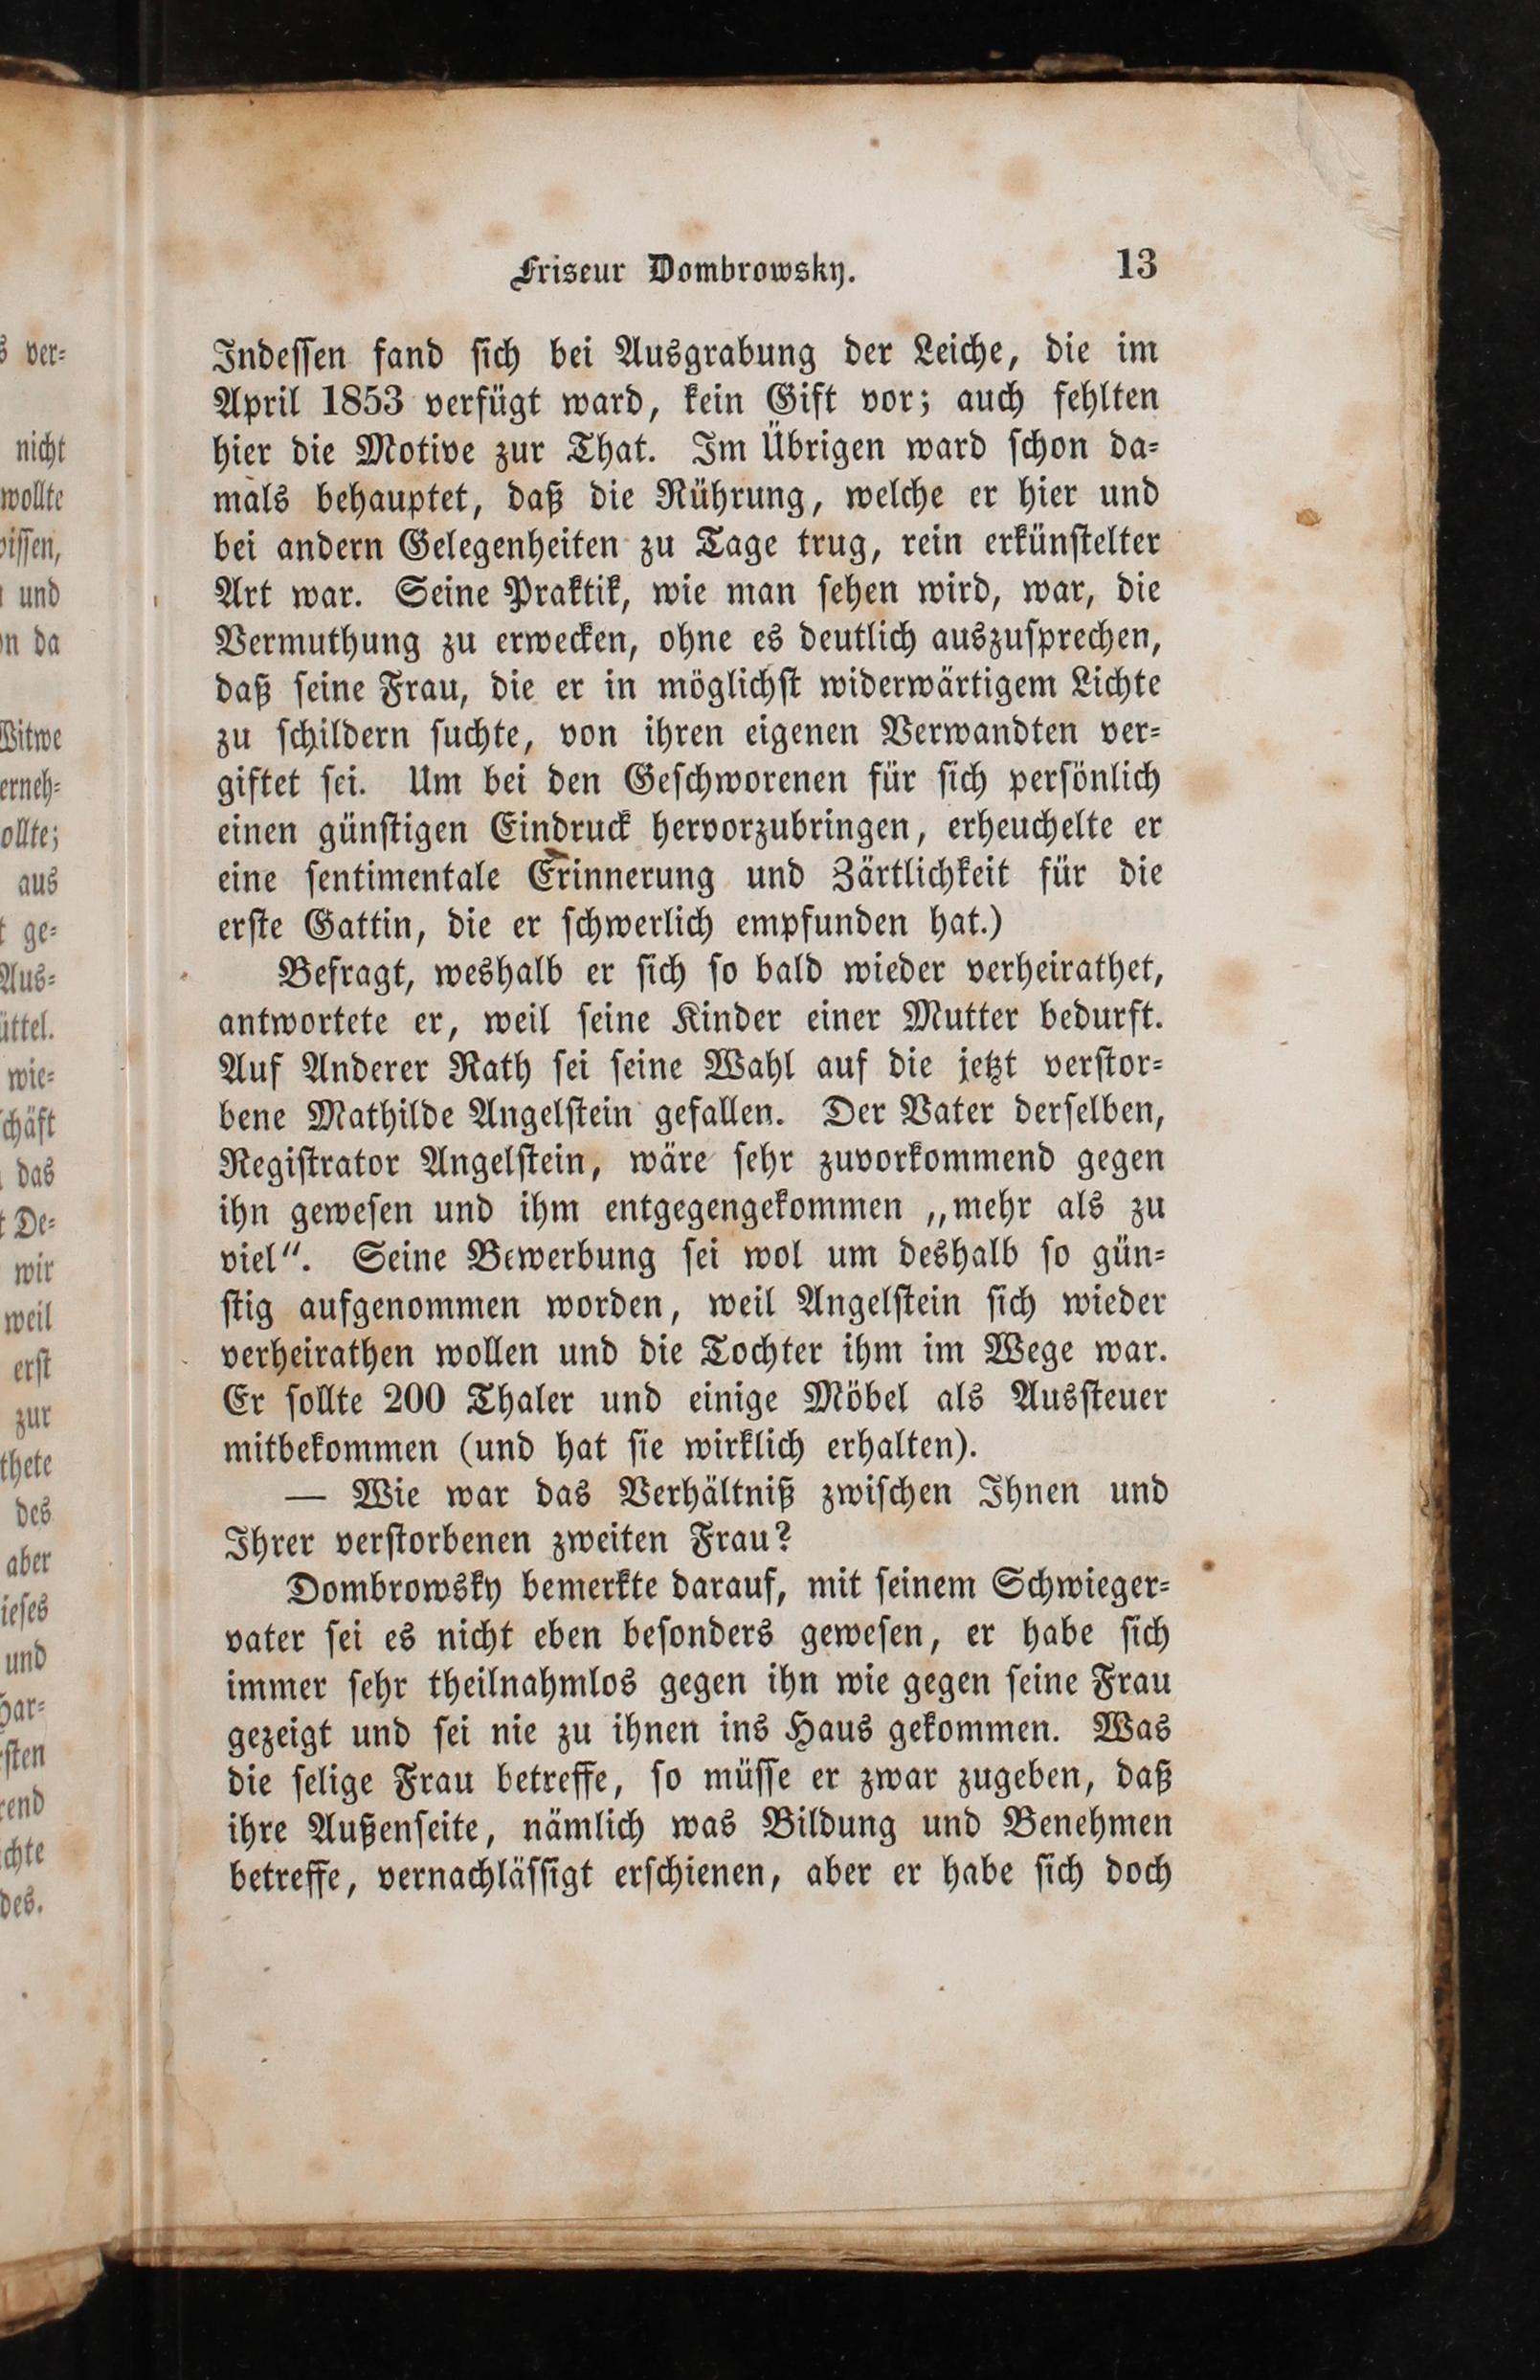 Friseur Dombrowsky. 13
Indessen fand sich bei Ausgrabung der Leiche, die im
April 1853 verfügt ward, kein Gift vor; auch fehlten
hier die Motive zur That. Im Übrigen ward schon da-
mals behauptet, daß die Rührung, welche er hier und
bei andern Gelegenheiten zu Tage trug, rein erkünstelter
Art war. Seine Praktik, wie man sehen wird, war, die
Vermuthung zu erwecken, ohne es deutlich auszusprechen,
daß seine Frau, die er in möglichst widerwärtigem Lichte
zu schildern suchte, von ihren eigenen Verwandten ver-
giftet sei. Um bei den Geschworenen für sich persönlich
einen günstigen Eindruck hervorzubringen, erheuchelte er
eine sentimentale Erinnerung und Zärtlichkeit für die
erste Gattin, die er schwerlich empfunden hat.)
Befragt, weshalb er sich so bald wieder verheirathet,
antwortete er, weil seine Kinder einer Mutter bedurft.
Auf Anderer Rath sei seine Wahl auf die jetzt verstor-
bene Mathilde Angelstein gefallen. Der Vater derselben,
Registrator Angelstein, wäre sehr zuvorkommend gegen
ihn gewesen und ihm entgegengekommen „mehr als zu
viel“. Seine Bewerbung sei wol um deshalb so gün-
stig aufgenommen worden, weil Angelstein sich wieder
verheirathen wollen und die Tochter ihm im Wege war.
Er sollte 200 Thaler und einige Möbel als Aussteuer
mitbekommen (und hat sie wirklich erhalten).
— Wie war das Verhältniß zwischen Ihnen und
Ihrer verstorbenen zweiten Frau?
Dombrowsky bemerkte darauf, mit seinem Schwieger-
vater sei es nicht eben besonders gewesen, er habe sich
immer sehr theilnahmlos gegen ihn wie gegen seine Frau
gezeigt und sei nie zu ihnen ins Haus gekommen. Was
die selige Frau betreffe, so müsse er zwar zugeben, daß
ihre Außenseite, nämlich was Bildung und Benehmen
betreffe, vernachlässigt erschienen, aber er habe sich doch